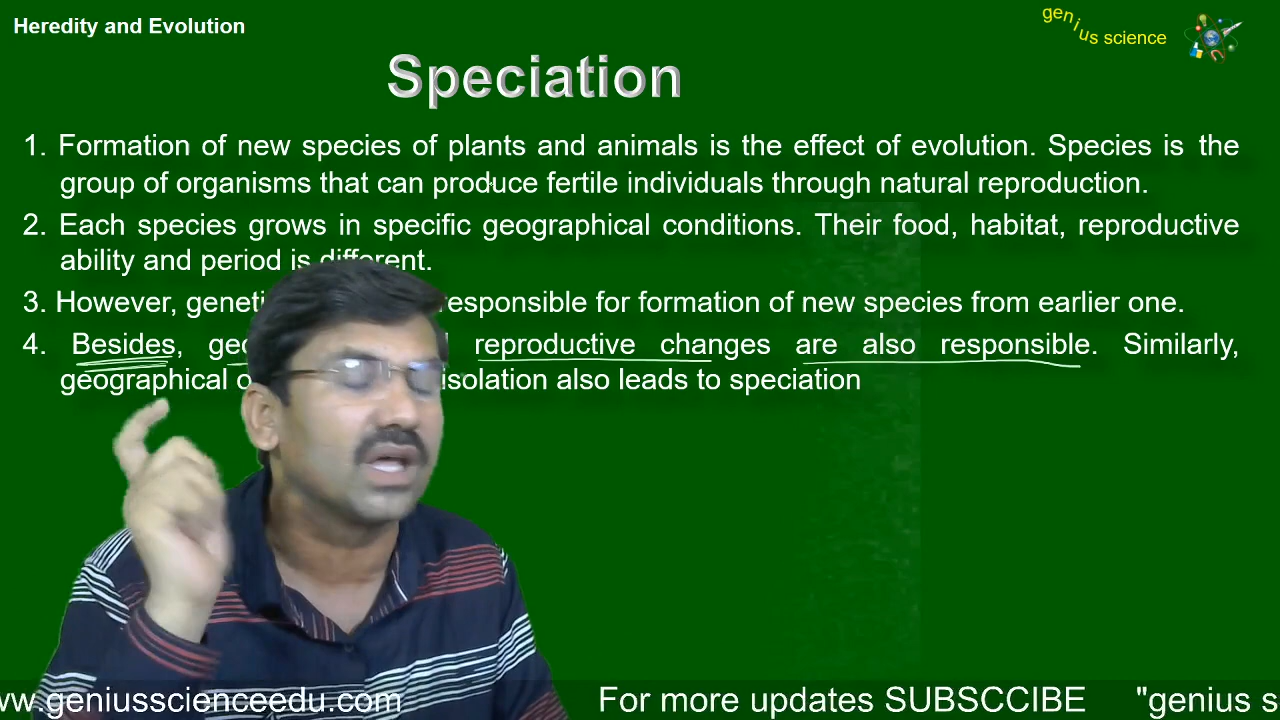 Heredity and Evolution
genius science
Speciation
1. Formation of new species of plants and animals is the effect of evolution. Species is the
group of organisms that can produce fertile individuals through natural reproduction.
2. Each species grows in specific geographical conditions. Their food, habitat, reproductive
ability and period is different.
3. However, responsible for formation of new species from earlier one.
4. Besides, reproductive changes are also responsible. Similarly,
geographical isolation also leads to speciation
ww.geniusscienceedu.com For more updates SUBSCCIBE "genius s